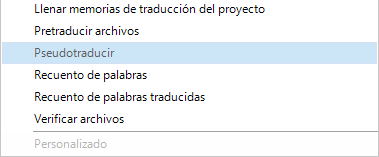 Llenar memorias de traducción del proyecto
Pretraducir archivos
Pseudotraducir
Recuento de palabras
Recuento de palabras traducidas
Verificar archivos
Personalizado